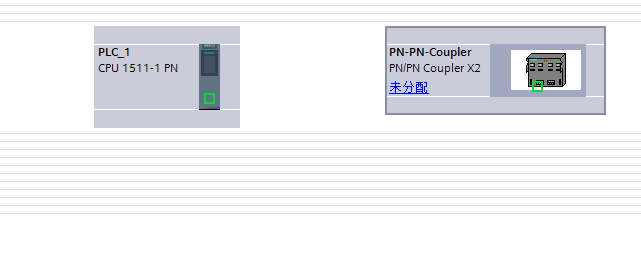 PLC_1
CPU 1511-1 PN
PN-PN-Coupler
PN/PN Coupler X2
未分配